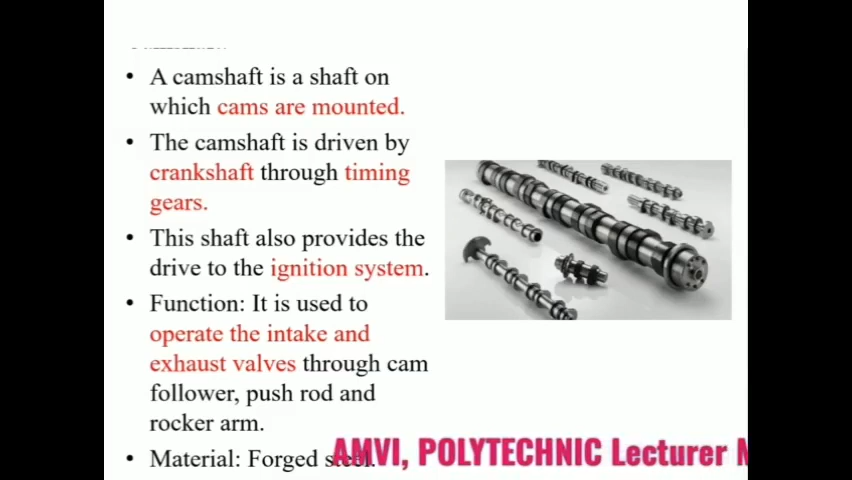 • A camshaft is a shaft on
which cams are mounted.
• The camshaft is driven by
crankshaft through timing
gears.
• This shaft also provides the
drive to the ignition system.
• Function: It is used to
operate the intake and
exhaust valves through cam
follower, push rod and
rocker arm.
• Material: Forged steel.
AMVI, POLYTECHNIC Lecturer M